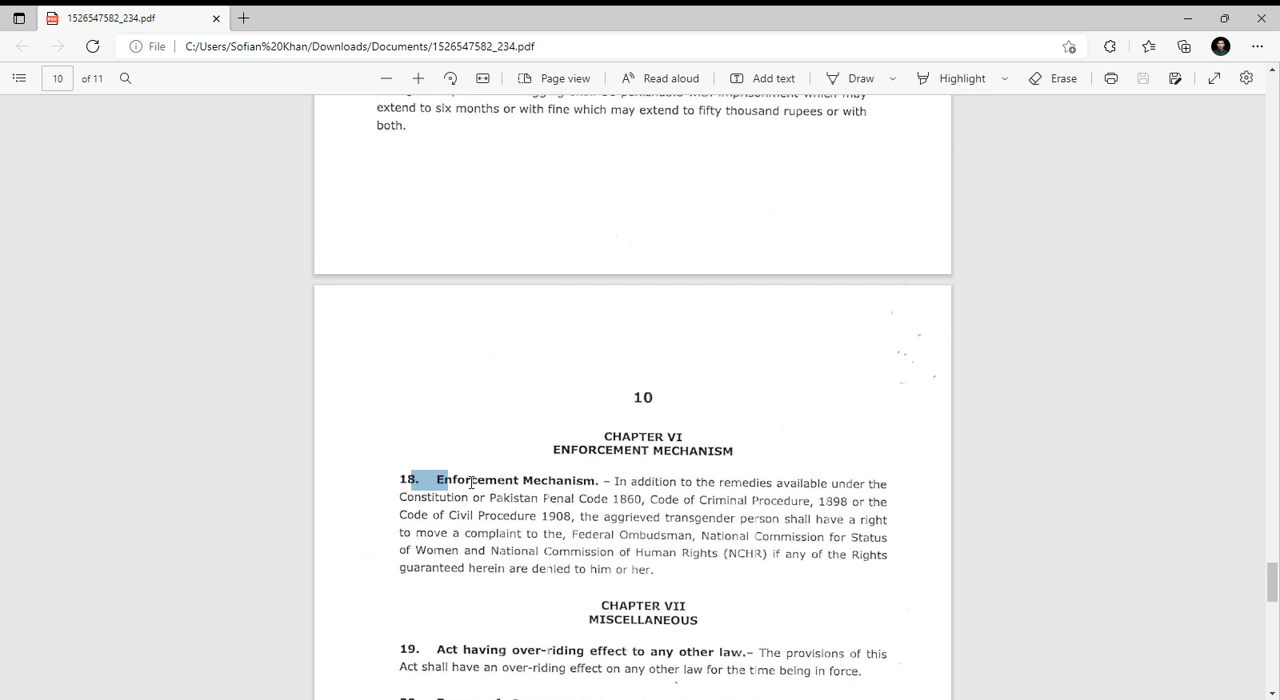 1526547582_234.pdf
File
C:/Users/Sofian%20Khan/Downloads/Documents/1526547582_234.pdf
10 of 11
Page view
Read aloud
Add text
Draw
Highlight
Erase
extend to six months or with fine which may extend to fifty thousand rupees or with
both.
10
CHAPTER VI
ENFORCEMENT MECHANISM
18. Enforcement Mechanism. – In addition to the remedies available under the
Constitution or Pakistan Penal Code 1860, Code of Criminal Procedure, 1898 or the
Code of Civil Procedure 1908, the aggrieved transgender person shall have a right
to move a complaint to the, Federal Ombudsman, National Commission for Status
of Women and National Commission of Human Rights (NCHR) if any of the Rights
guaranteed herein are denied to him or her.
CHAPTER VII
MISCELLANEOUS
19. Act having over-riding effect to any other law.– The provisions of this
Act shall have an over-riding effect on any other law for the time being in force.